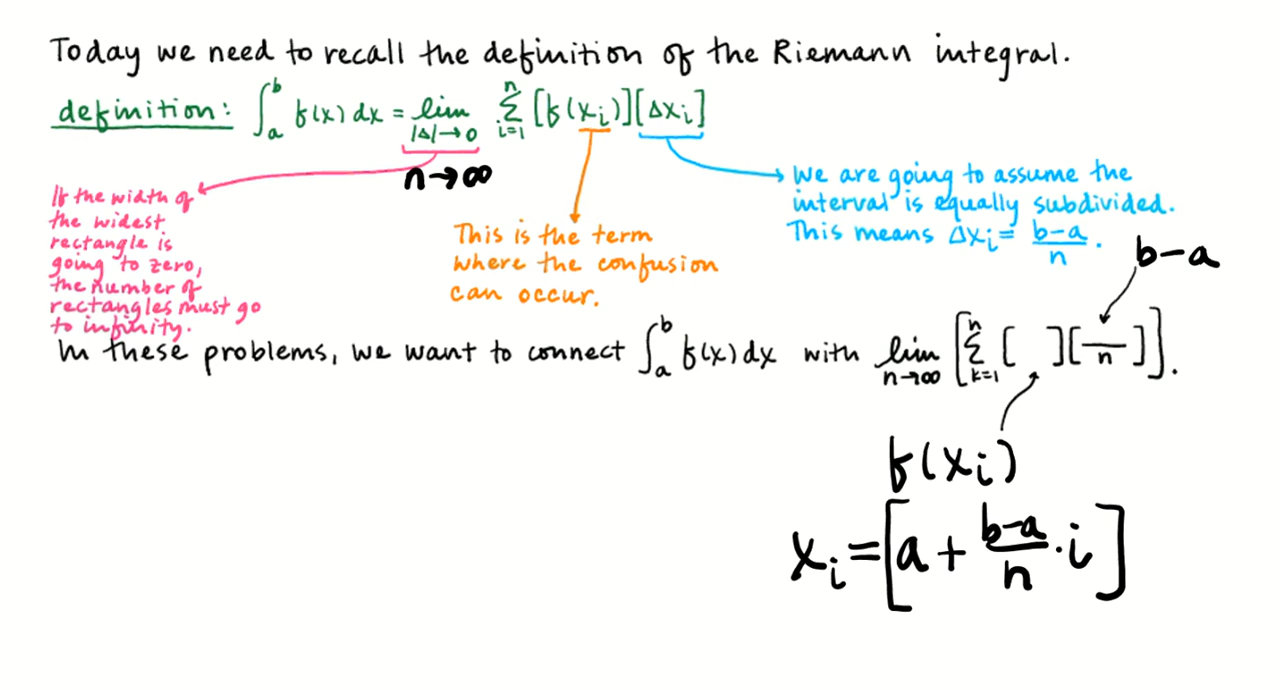 Today we need to recall the definition of the Riemann integral.
definition: ∫_a^b f(x) dx = lim_{|Δ|→0} Σ_{i=1}^n [f(x_i)][Δx_i]
n→∞
If the width of
the widest
rectangle is
going to zero,
the number of
rectangles must go
to infinity.
This is the term
where the confusion
can occur.
We are going to assume the
interval is equally subdivided.
This means Δx_i = (b-a)/n.
b-a
In these problems, we want to connect ∫_a^b f(x) dx with lim_{n→∞} [Σ_{k=1}^n [ ][—/n]].
f(x_i)
x_i = [a + (b-a)/n · i]